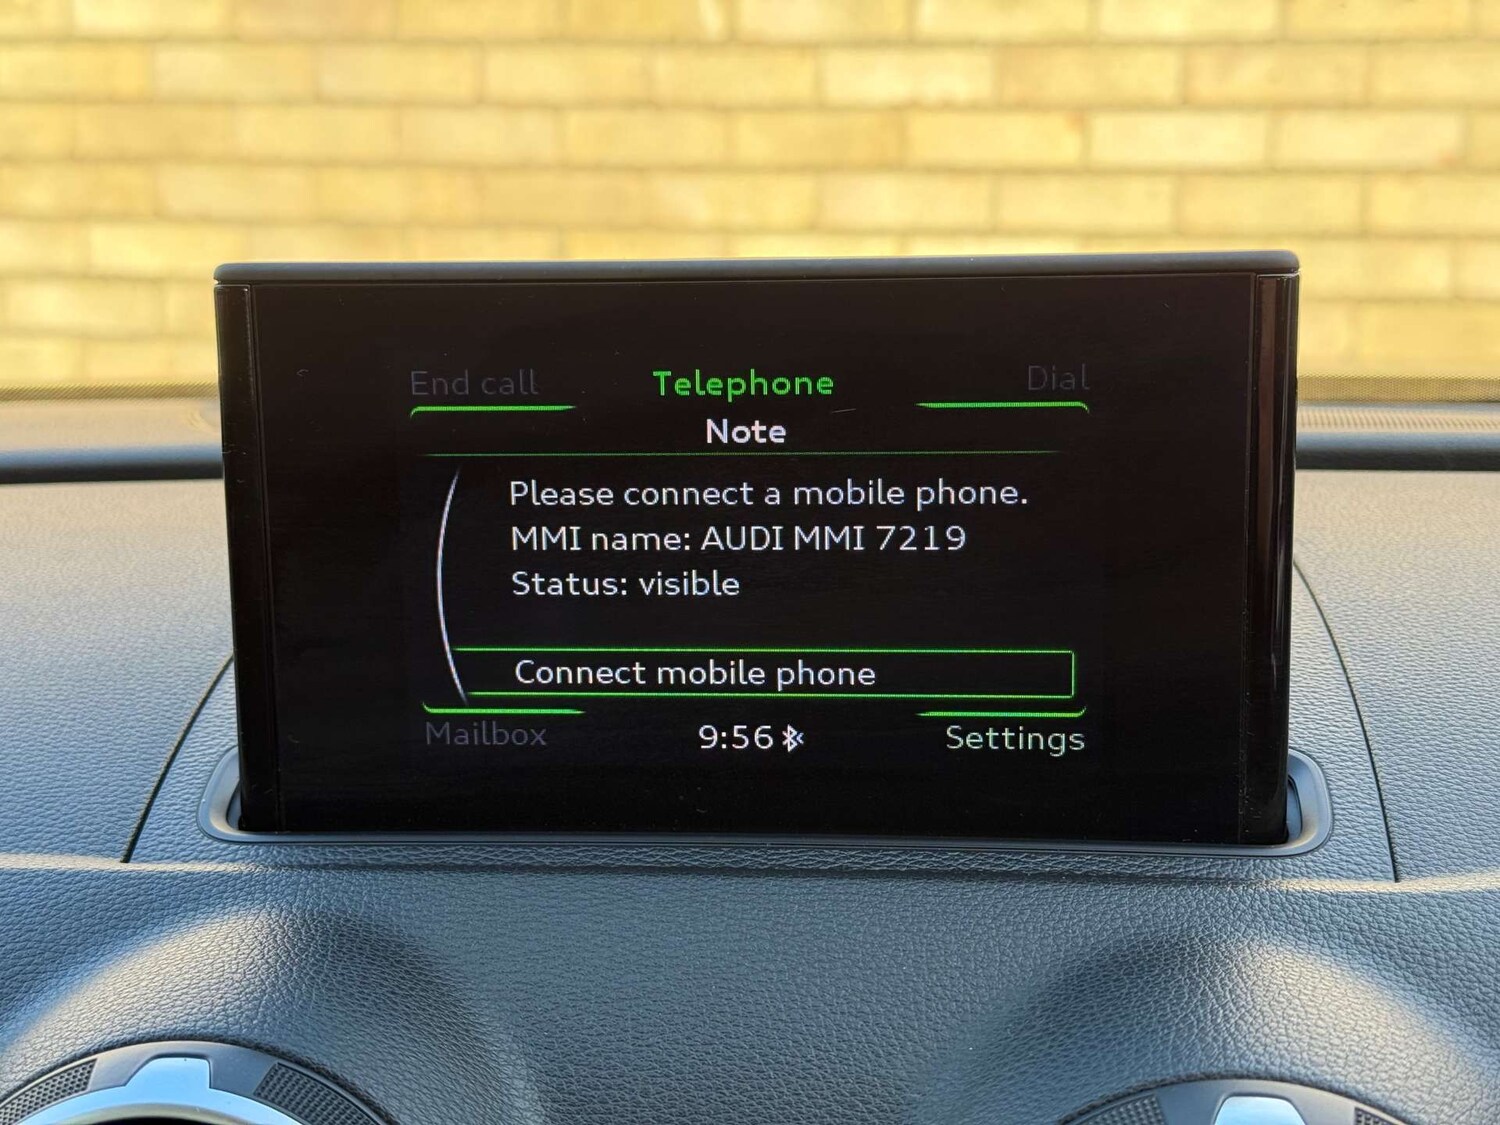 End call Telephone Dial
Note
Please connect a mobile phone.
MMI name: AUDI MMI 7219
Status: visible
Connect mobile phone
Mailbox 9:56 Settings